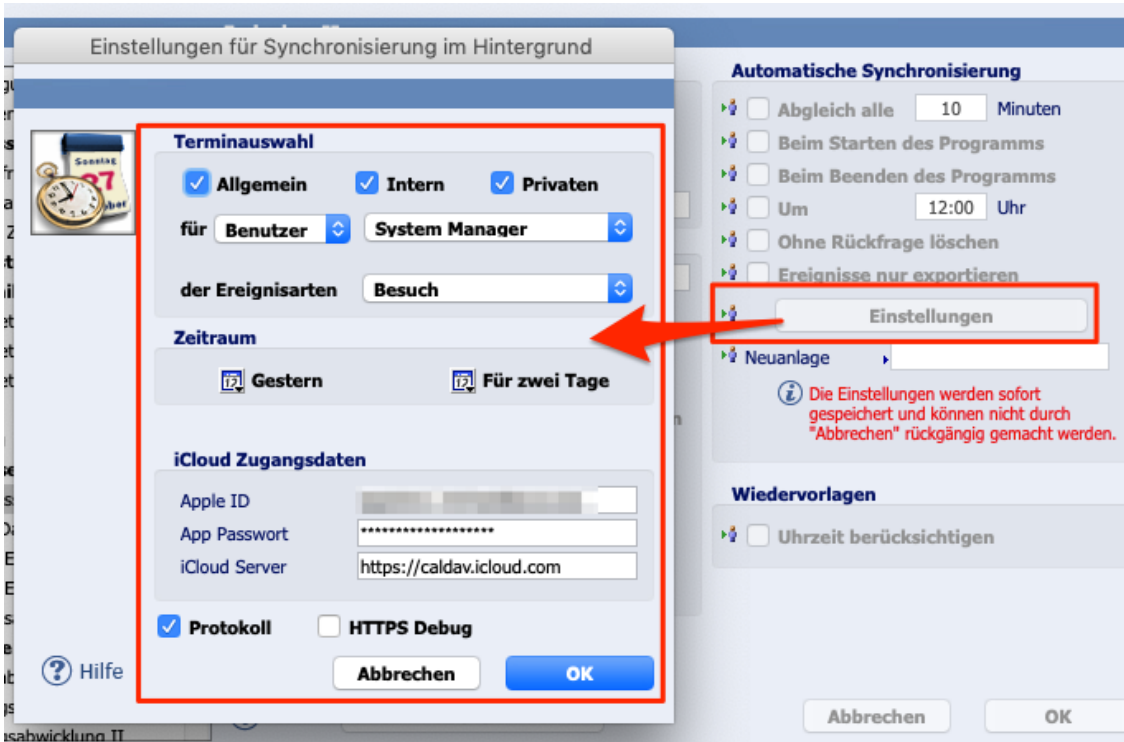 Einstellungen für Synchronisierung im Hintergrund
Sonntag
27
Terminauswahl
Allgemein Intern Privaten
für Benutzer System Manager
der Ereignisarten Besuch
Zeitraum
Gestern Für zwei Tage
iCloud Zugangsdaten
Apple ID
App Passwort *******************
iCloud Server https://caldav.icloud.com
Protokoll HTTPS Debug
Hilfe
Abbrechen OK
Automatische Synchronisierung
Abgleich alle 10 Minuten
Beim Starten des Programms
Beim Beenden des Programms
Um 12:00 Uhr
Ohne Rückfrage löschen
Ereignisse nur exportieren
Einstellungen
Neuanlage
Die Einstellungen werden sofort
gespeichert und können nicht durch
"Abbrechen" rückgängig gemacht werden.
Wiedervorlagen
Uhrzeit berücksichtigen
Abbrechen OK